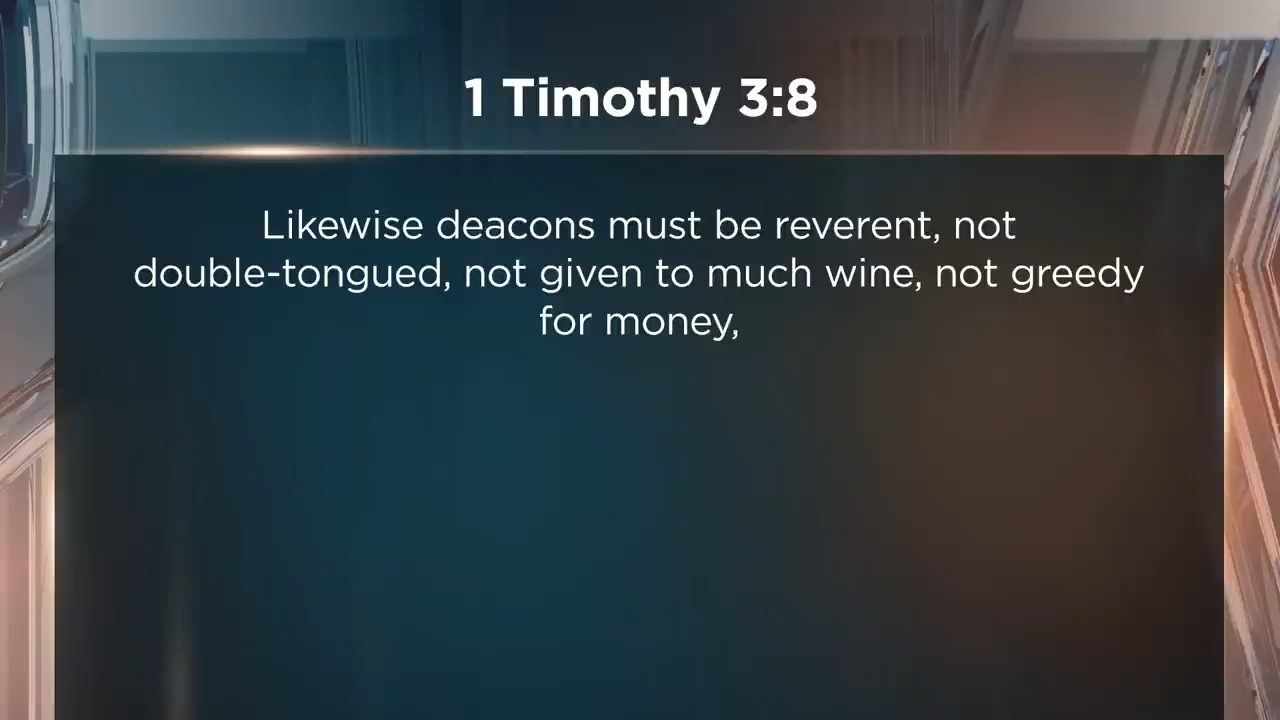 1 Timothy 3:8
Likewise deacons must be reverent, not
double-tongued, not given to much wine, not greedy
for money,